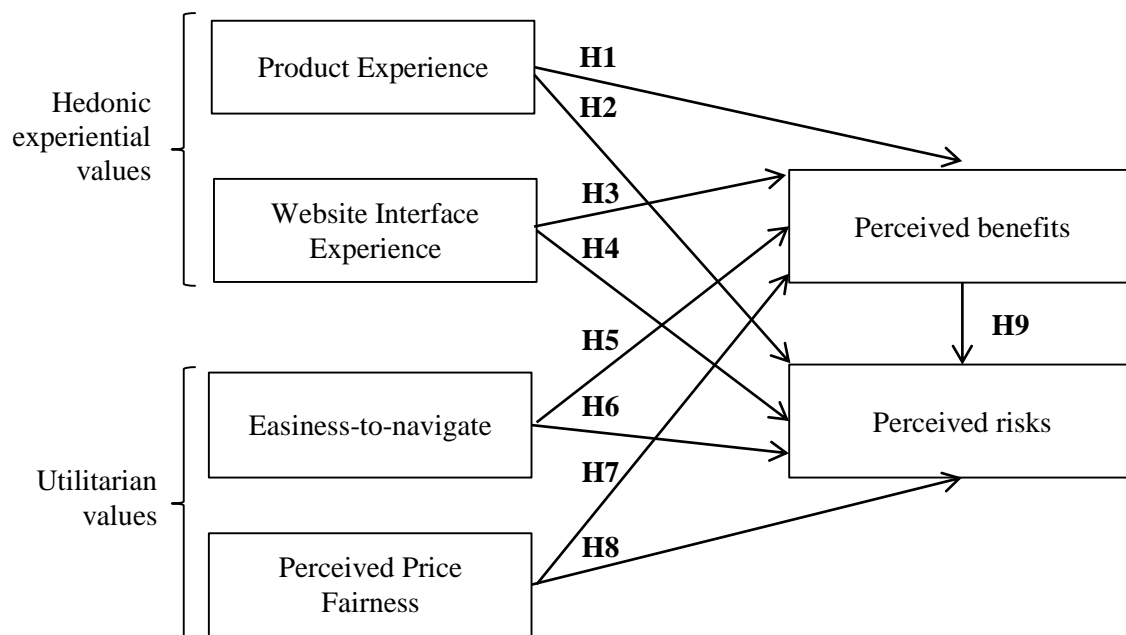 Hedonic
experiential
values
Product Experience
Website Interface
Experience
Utilitarian
values
Easiness-to-navigate
Perceived Price
Fairness
H1
H2
H3
H4
H5
H6
H7
H8
Perceived benefits
H9
Perceived risks